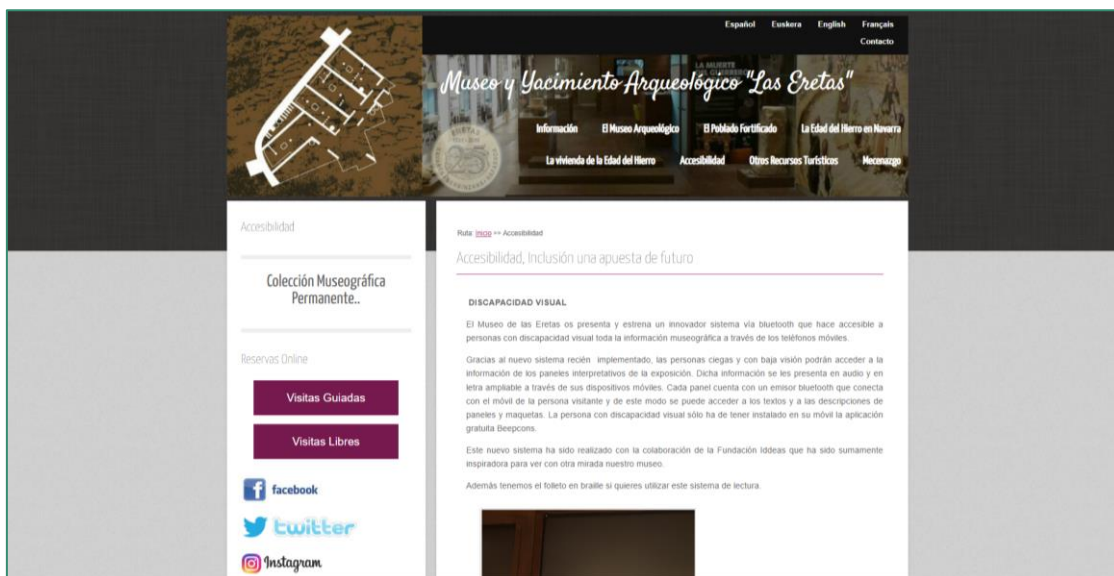 Español Euskera English Français
Contacto
Museo y Yacimiento Arqueológico "Las Eretas"
LA MUERTE
Información El Museo Arqueológico El Poblado Fortificado La Edad del Hierro en Navarra
La vivienda de la Edad del Hierro Accesibilidad Otros Recursos Turísticos Mecenazgo
ERETAS
25
Accesibilidad
Colección Museográfica
Permanente..
Reservas Online
Visitas Guiadas
Visitas Libres
facebook
twitter
Instagram
Ruta: Inicio >> Accesibilidad
Accesibilidad, Inclusión una apuesta de futuro
DISCAPACIDAD VISUAL
El Museo de las Eretas os presenta y estrena un innovador sistema vía bluetooth que hace accesible a
personas con discapacidad visual toda la información museográfica a través de los teléfonos móviles.
Gracias al nuevo sistema recién implementado, las personas ciegas y con baja visión podrán acceder a la
información de los paneles interpretativos de la exposición. Dicha información se les presenta en audio y en
letra ampliable a través de sus dispositivos móviles. Cada panel cuenta con un emisor bluetooth que conecta
con el móvil de la persona visitante y de este modo se puede acceder a los textos y a las descripciones de
paneles y maquetas. La persona con discapacidad visual sólo ha de tener instalado en su móvil la aplicación
gratuita Beepcons.
Este nuevo sistema ha sido realizado con la colaboración de la Fundación Iddeas que ha sido sumamente
inspiradora para ver con otra mirada nuestro museo.
Además tenemos el folleto en braille si quieres utilizar este sistema de lectura.